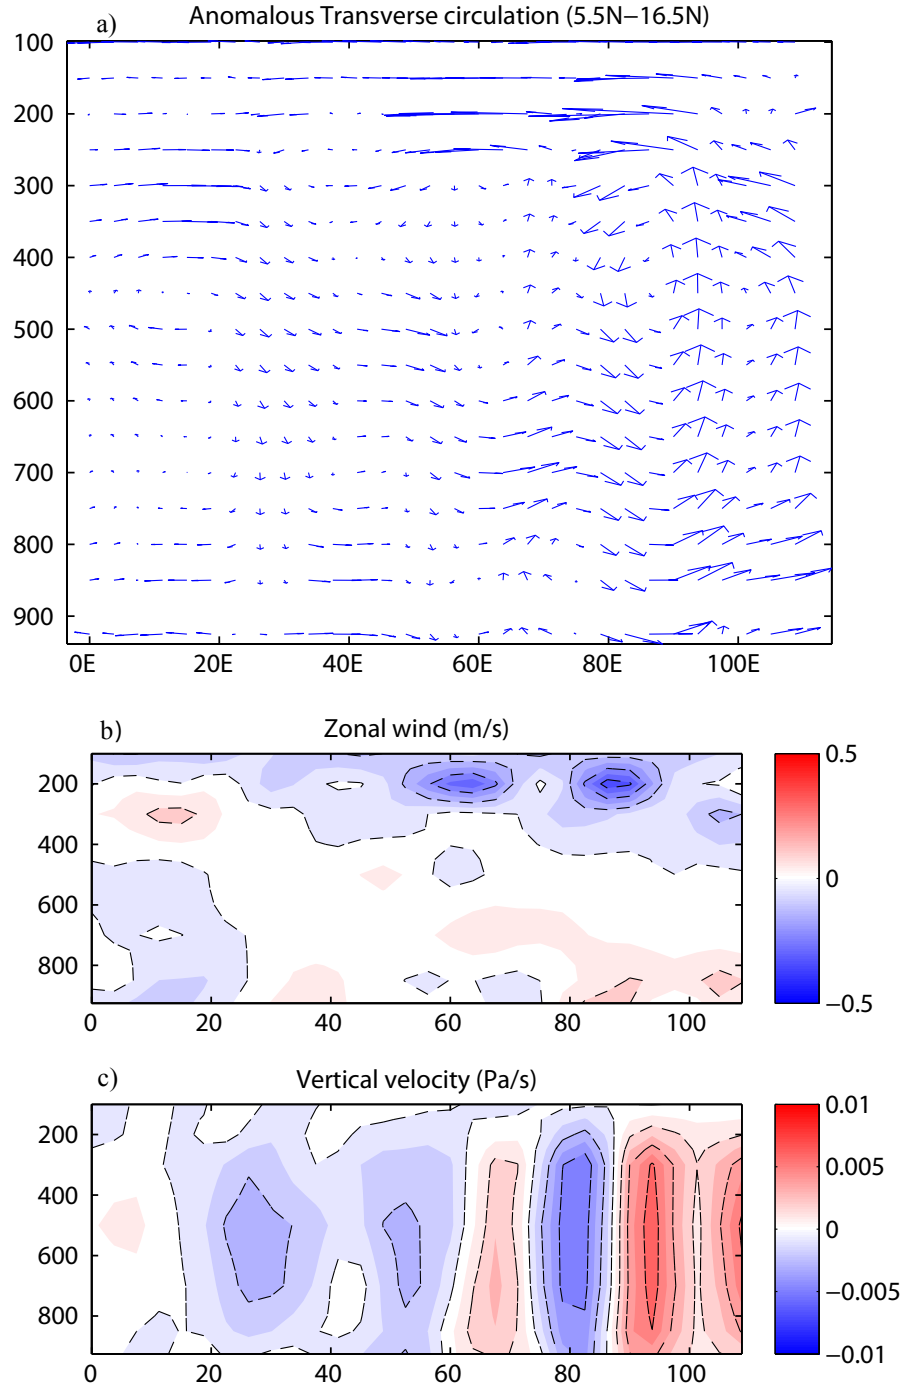 a)
Anomalous Transverse circulation (5.5N−16.5N)
100
200
300
400
500
600
700
800
900
0E 20E 40E 60E 80E 100E
b)
Zonal wind (m/s)
200
400
600
800
0 20 40 60 80 100
0.5
0
−0.5
c)
Vertical velocity (Pa/s)
200
400
600
800
0 20 40 60 80 100
0.01
0.005
0
−0.005
−0.01